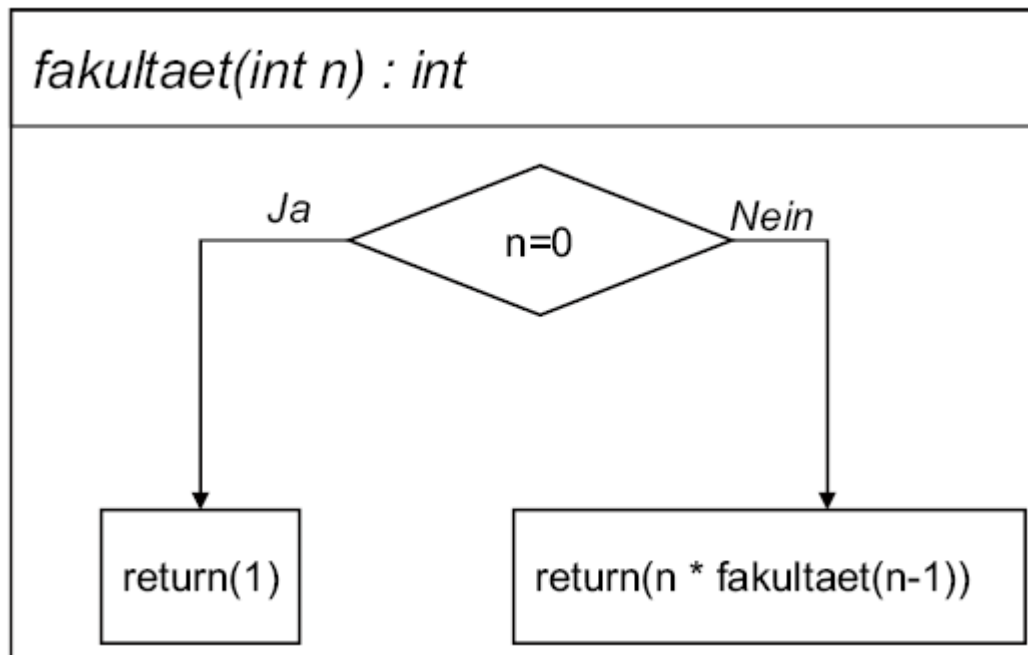 fakultaet(int n) : int
Ja
Nein
n=0
return(1)
return(n * fakultaet(n-1))